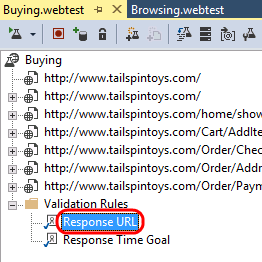 Buying.webtest
Browsing.webtest
Buying
http://www.tailspintoys.com/
http://www.tailspintoys.com/
http://www.tailspintoys.com/home/show
http://www.tailspintoys.com/Cart/AddIte
http://www.tailspintoys.com/Order/Chec
http://www.tailspintoys.com/Order/Addr
http://www.tailspintoys.com/Order/Paym
Validation Rules
Response URL
Response Time Goal